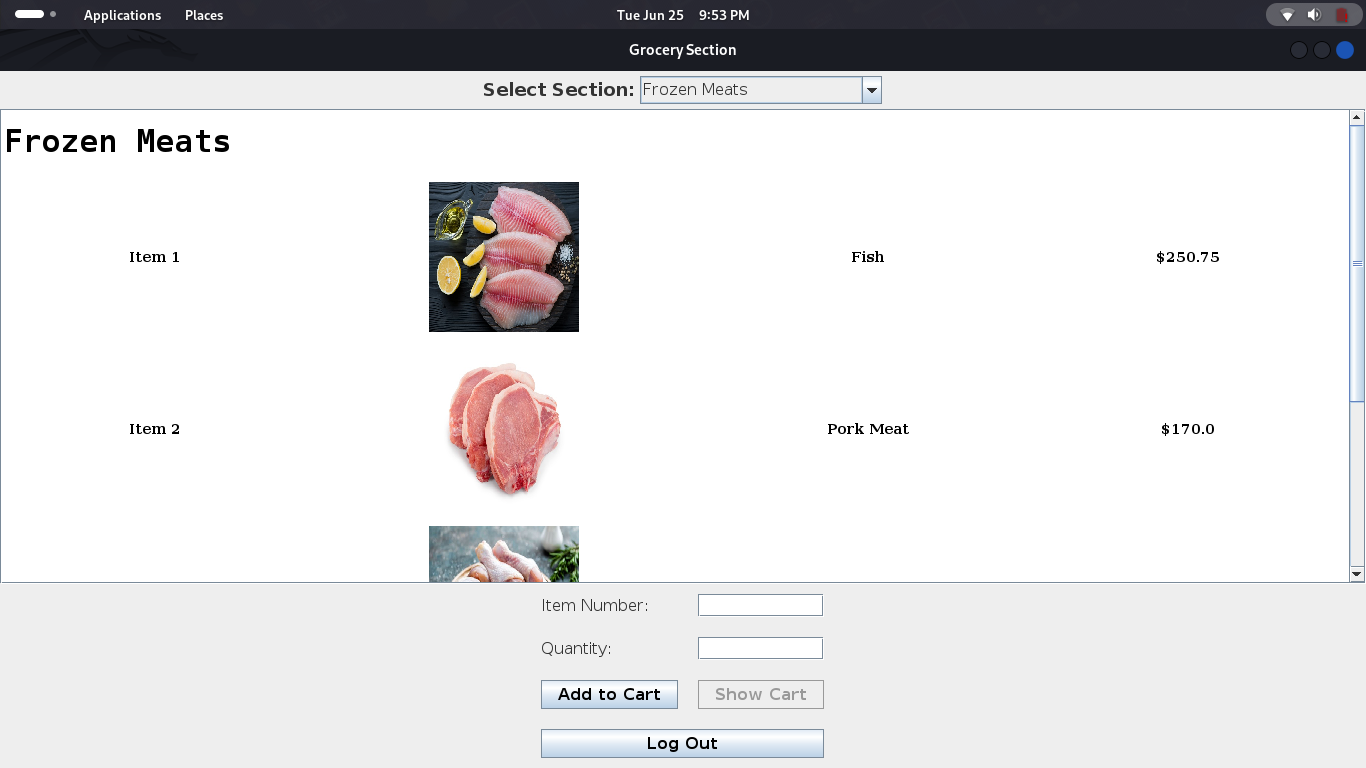 Applications Places Tue Jun 25 9:53 PM
Grocery Section
Select Section: Frozen Meats
Frozen Meats
Item 1 Fish $250.75
Item 2 Pork Meat $170.0
Item Number:
Quantity:
Add to Cart Show Cart
Log Out